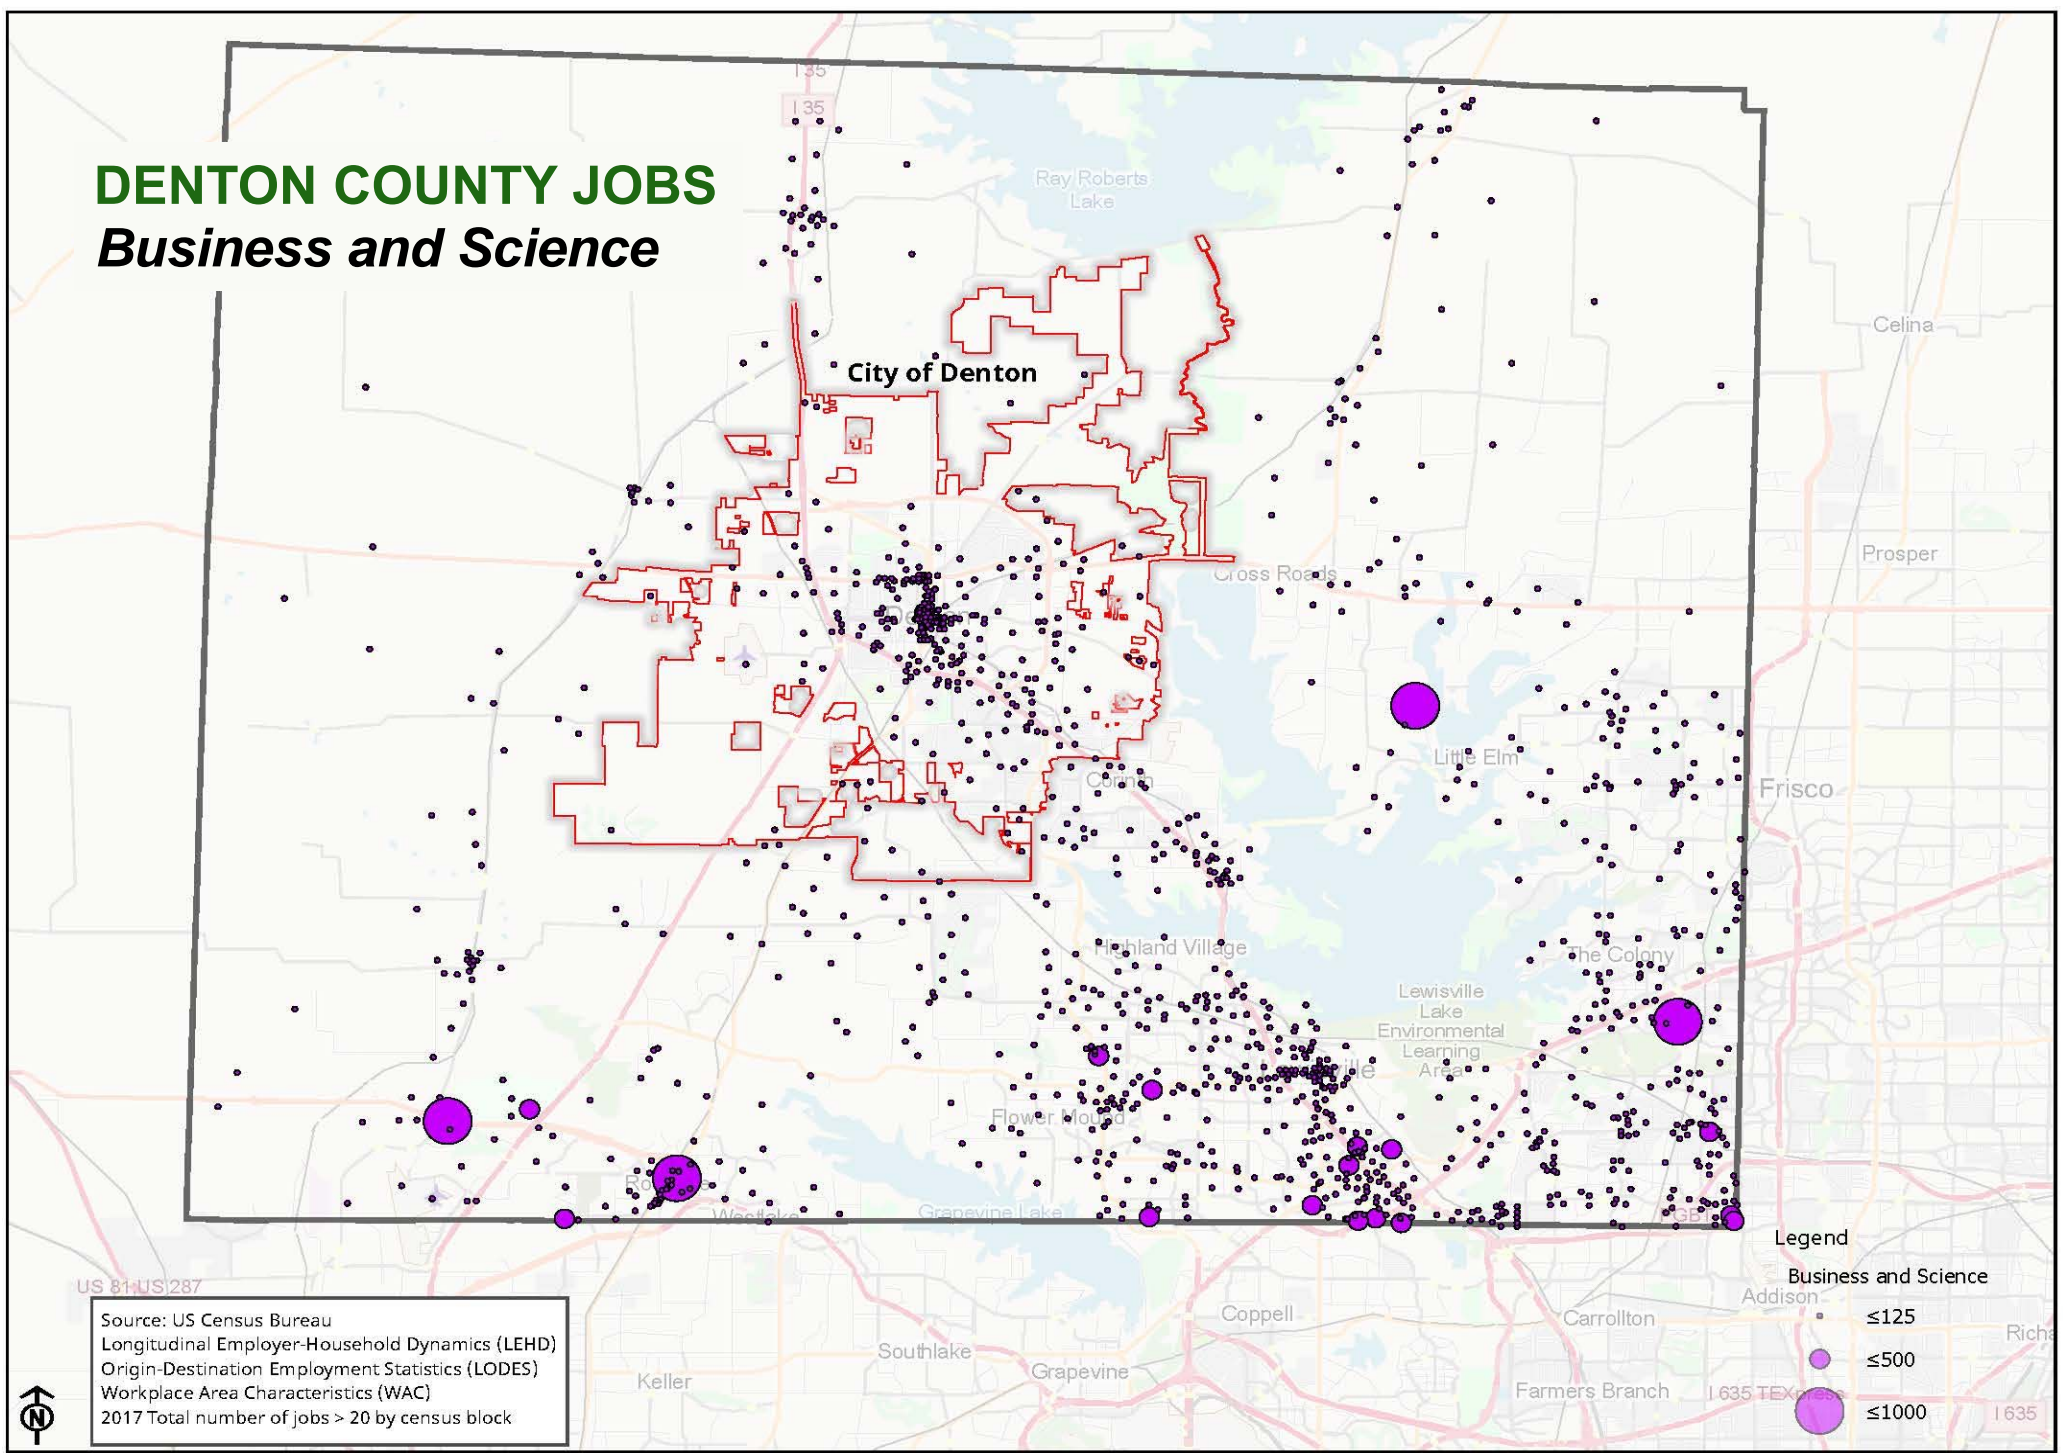 I 35
I 35
DENTON COUNTY JOBS
Business and Science
Ray Roberts
Lake
Celina
City of Denton
Prosper
Cross Roads
Little Elm
Corinth
Frisco
Highland Village
The Colony
Lewisville
Lake
Environmental
Learning
Area
Flower Mound
Westlake
Grapevine Lake
Legend
Business and Science
≤125
≤500
≤1000
US 81;US 287
Source: US Census Bureau
Longitudinal Employer-Household Dynamics (LEHD)
Origin-Destination Employment Statistics (LODES)
Workplace Area Characteristics (WAC)
2017 Total number of jobs > 20 by census block
N
Coppell
Addison
Carrollton
Southlake
Keller
Grapevine
Farmers Branch
I 635 TEXpress
I 635